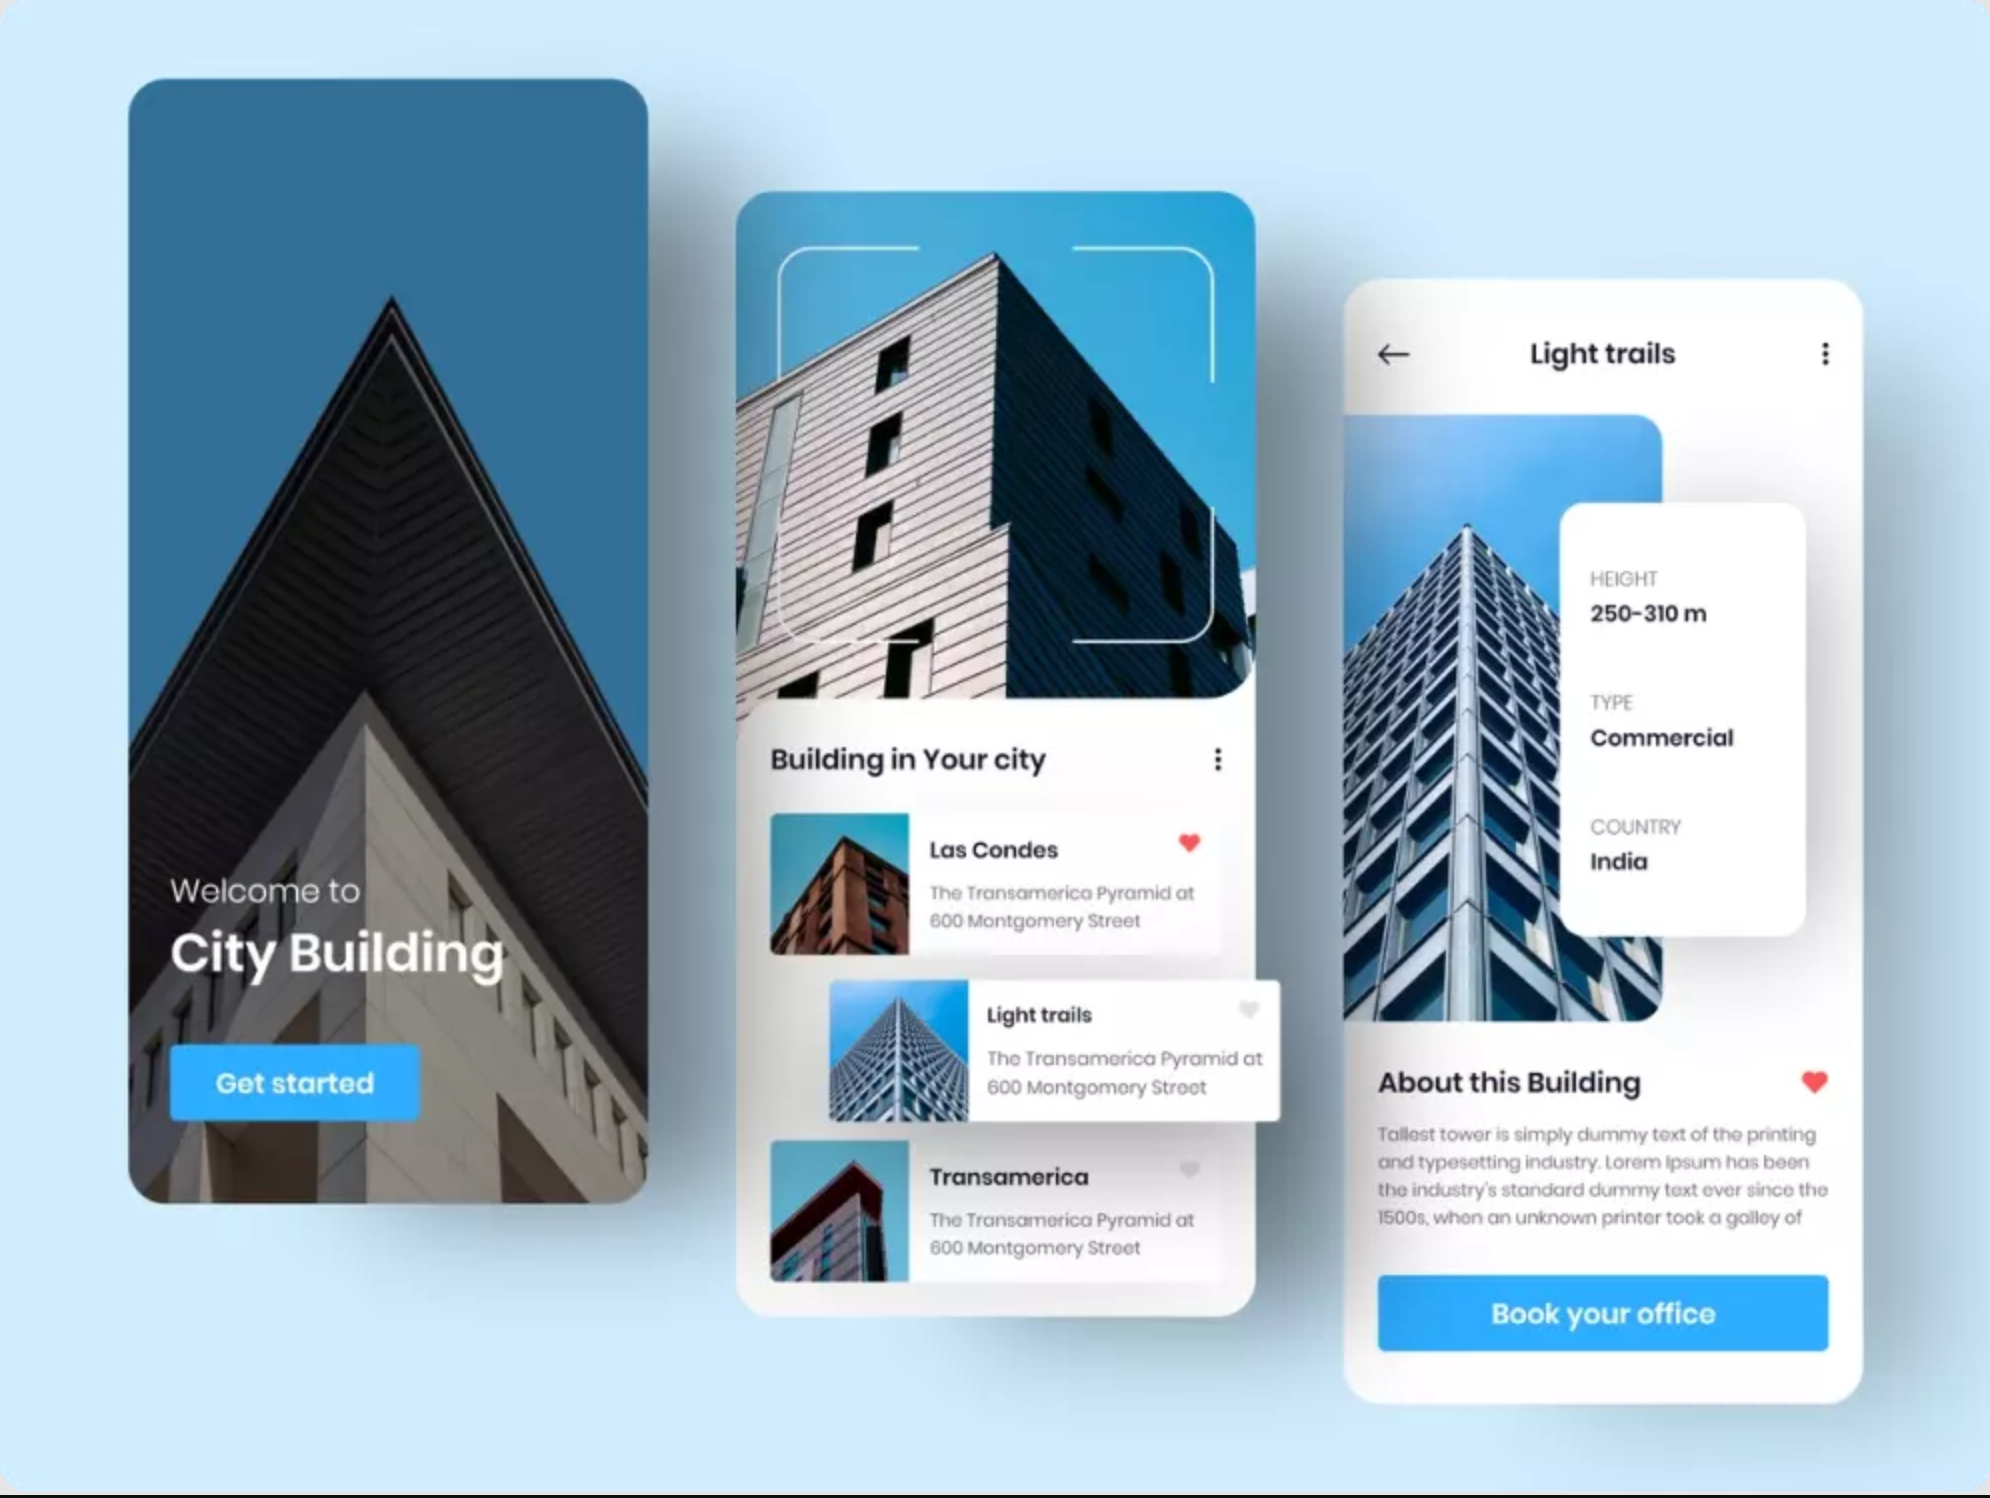 Welcome to
City Building
Get started
Building in Your city
Las Condes
The Transamerica Pyramid at
600 Montgomery Street
Light trails
The Transamerica Pyramid at
600 Montgomery Street
Transamerica
The Transamerica Pyramid at
600 Montgomery Street
Light trails
HEIGHT
250-310 m
TYPE
Commercial
COUNTRY
India
About this Building
Tallest tower is simply dummy text of the printing
and typesetting industry. Lorem Ipsum has been
the industry's standard dummy text ever since the
1500s, when an unknown printer took a galley of
Book your office